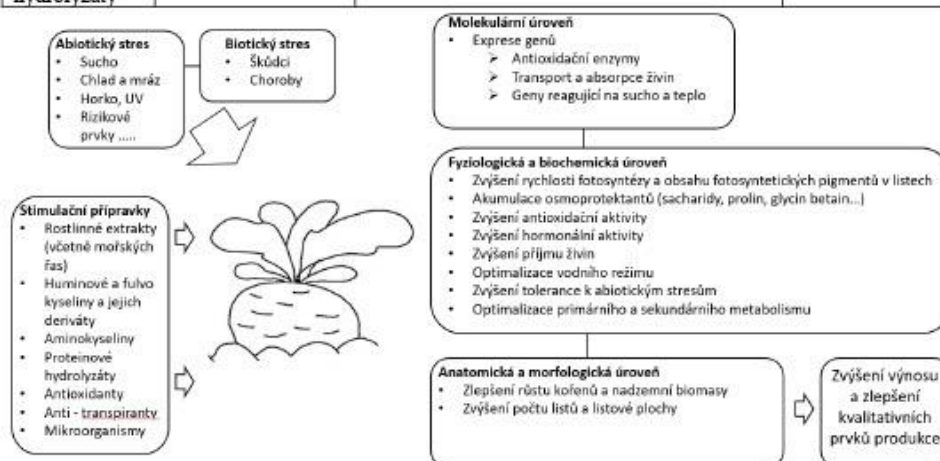 hydrolyzáty
Abiotický stres
• Sucho
• Chlad a mráz
• Horko, UV
• Rizikové
prvky .....
Biotický stres
• Škůdci
• Choroby
Stimulační přípravky
• Rostlinné extrakty
(včetně mořských
řas)
• Huminové a fulvo
kyseliny a jejich
deriváty
• Aminokyseliny
• Proteinové
hydrolyzáty
• Antioxidanty
• Anti - transpiranty
• Mikroorganismy
Molekulární úroveň
• Exprese genů
➢ Antioxidační enzymy
➢ Transport a absorpce živin
➢ Geny reagující na sucho a teplo
Fyziologická a biochemická úroveň
• Zvýšení rychlosti fotosyntézy a obsahu fotosyntetických pigmentů v listech
• Akumulace osmoprotektantů (sacharidy, prolin, glycin betain...)
• Zvýšení antioxidační aktivity
• Zvýšení hormonální aktivity
• Zvýšení příjmu živin
• Optimalizace vodního režimu
• Zvýšení tolerance k abiotickým stresům
• Optimalizace primárního a sekundárního metabolismu
Anatomická a morfologická úroveň
• Zlepšení růstu kořenů a nadzemní biomasy
• Zvýšení počtu listů a listové plochy
Zvýšení výnosu
a zlepšení
kvalitativních
prvků produkce